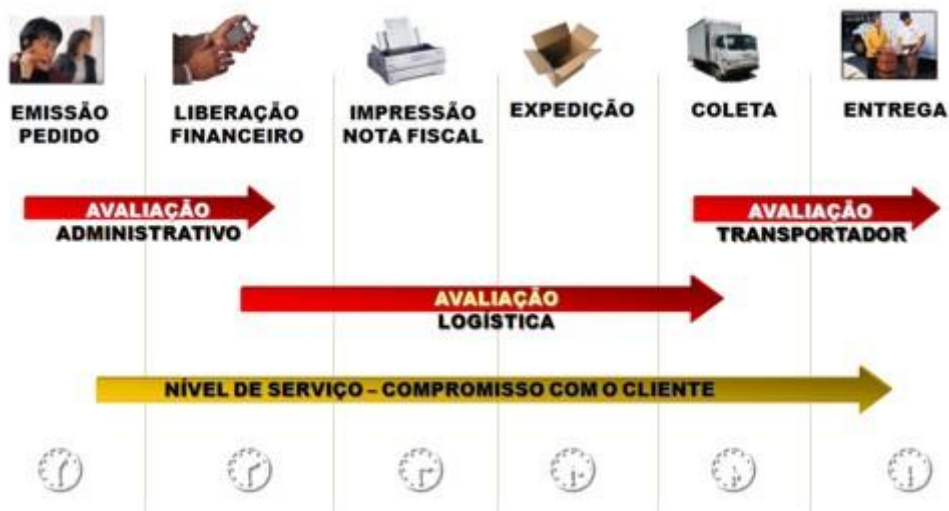 EMISSÃO
PEDIDO
LIBERAÇÃO
FINANCEIRO
IMPRESSÃO
NOTA FISCAL
EXPEDIÇÃO
COLETA
ENTREGA
AVALIAÇÃO
ADMINISTRATIVO
AVALIAÇÃO
TRANSPORTADOR
AVALIAÇÃO
LOGÍSTICA
NÍVEL DE SERVIÇO – COMPROMISSO COM O CLIENTE